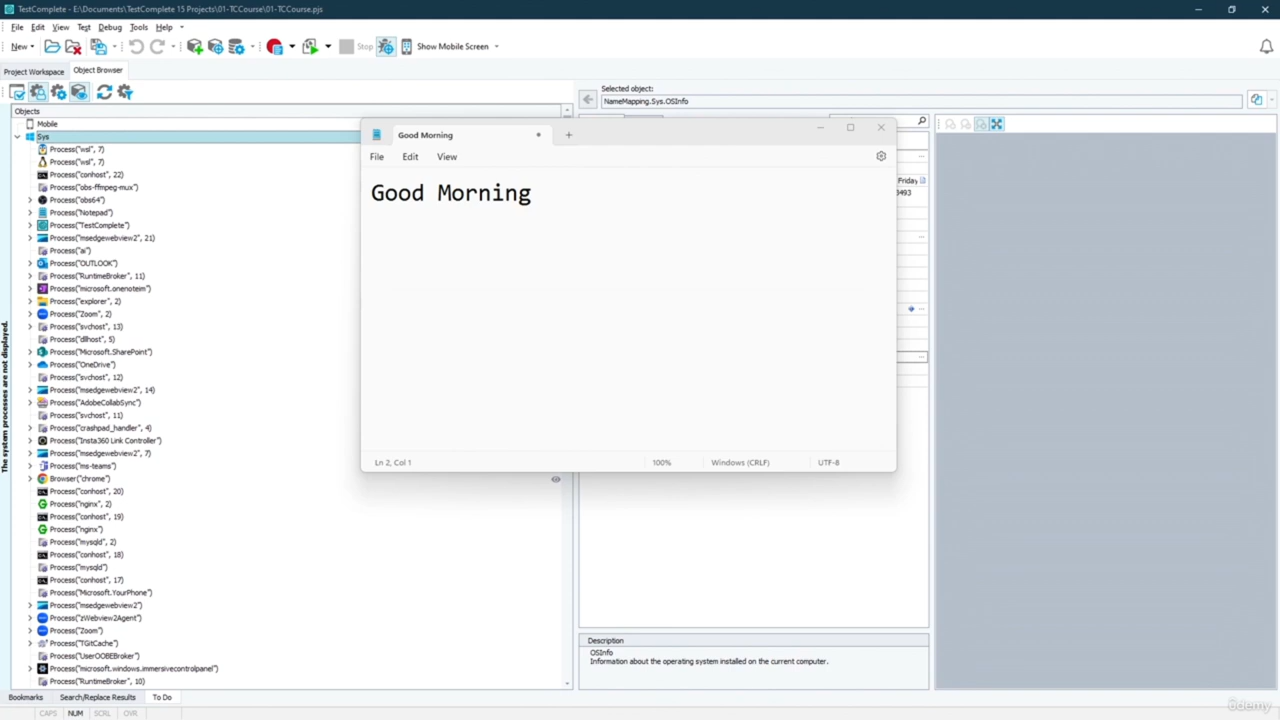 TestComplete - E:\Documents\TestComplete 15 Projects\01-TCCourse\01-TCCourse.pjs
File Edit View Test Debug Tools Help
New Stop Show Mobile Screen
Project Workspace Object Browser
Selected object:
NameMapping.Sys.OSInfo
Objects
Mobile
Sys
Process("wsl", 7)
Process("wsl", 7)
Process("conhost", 22)
Process("obs-ffmpeg-mux")
Process("obs64")
Process("Notepad")
Process("TestComplete")
Process("msedgewebview2", 21)
Process("ai")
Process("OUTLOOK")
Process("RuntimeBroker", 11)
Process("microsoft.onenoteim")
Process("explorer", 2)
Process("Zoom", 2)
Process("svchost", 13)
Process("dllhost", 5)
Process("Microsoft.SharePoint")
Process("OneDrive")
Process("svchost", 12)
Process("msedgewebview2", 14)
Process("AdobeCollabSync")
Process("svchost", 11)
Process("crashpad_handler", 4)
Process("Insta360 Link Controller")
Process("msedgewebview2", 7)
Process("ms-teams")
Browser("chrome")
Process("conhost", 20)
Process("nginx", 2)
Process("conhost", 19)
Process("nginx")
Process("mysqld", 2)
Process("conhost", 18)
Process("mysqld")
Process("conhost", 17)
Process("Microsoft.YourPhone")
Process("msedgewebview2")
Process("zWebview2Agent")
Process("Zoom")
Process("TGitCache")
Process("UserOOBEBroker")
Process("microsoft.windows.immersivecontrolpanel")
Process("RuntimeBroker", 10)
The system processes are not displayed.
Good Morning
File Edit View
Good Morning
Ln 2, Col 1 100% Windows (CRLF) UTF-8
Friday
3493
Description
OSInfo
Information about the operating system installed on the current computer.
Bookmarks Search/Replace Results To Do
CAPS NUM SCRL OVR
ûdemy